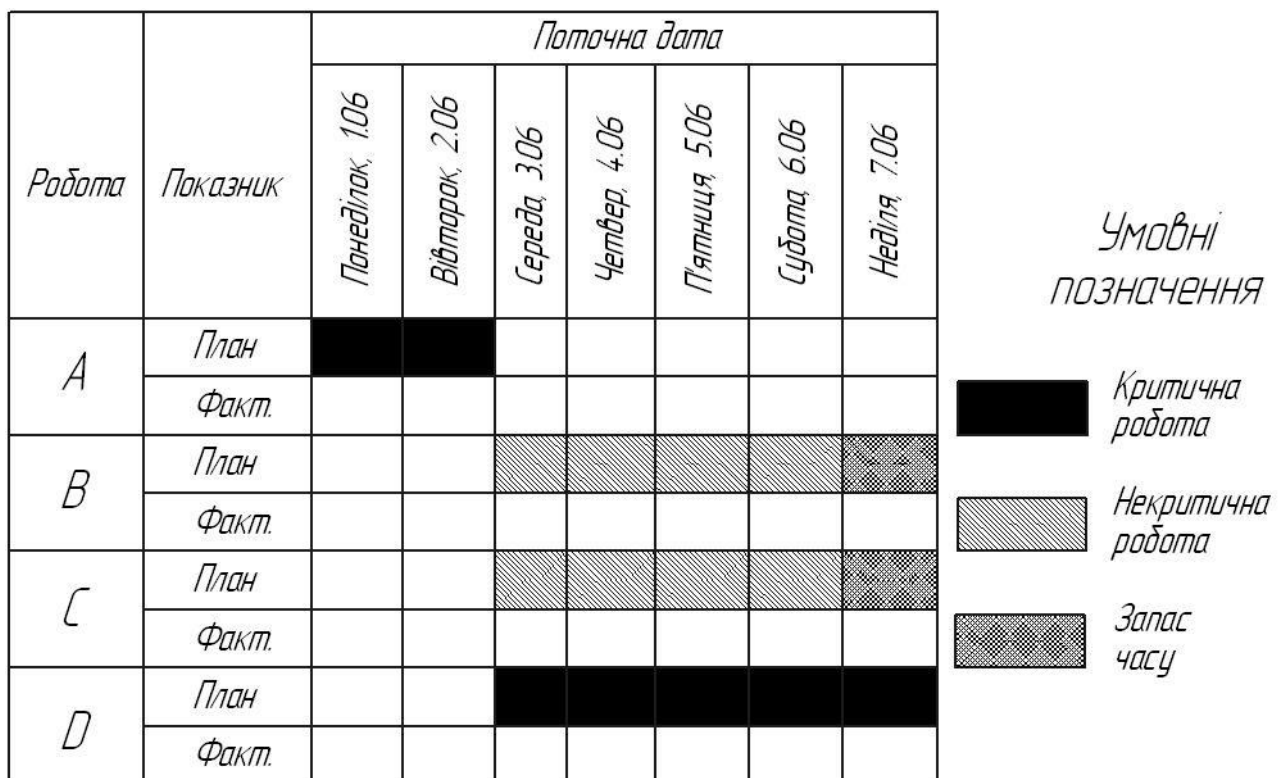 Поточна дата
Робота
Показник
Понеділок, 1.06
Вівторок, 2.06
Середа, 3.06
Четвер, 4.06
П'ятниця, 5.06
Субота, 6.06
Неділя, 7.06
A
План
Факт.
B
План
Факт.
C
План
Факт.
D
План
Факт.
Умовні
позначення
Критична
робота
Некритична
робота
Запас
часу